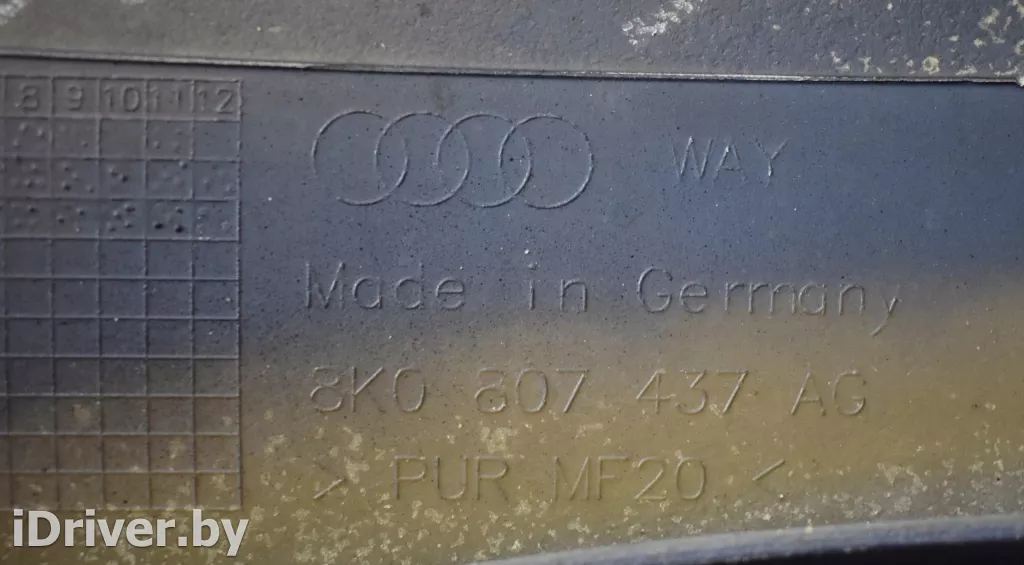 8 9 10 11 12
WAY
Made in Germany
8K0 807 437 AG
> PUR MF20 <
iDriver.by